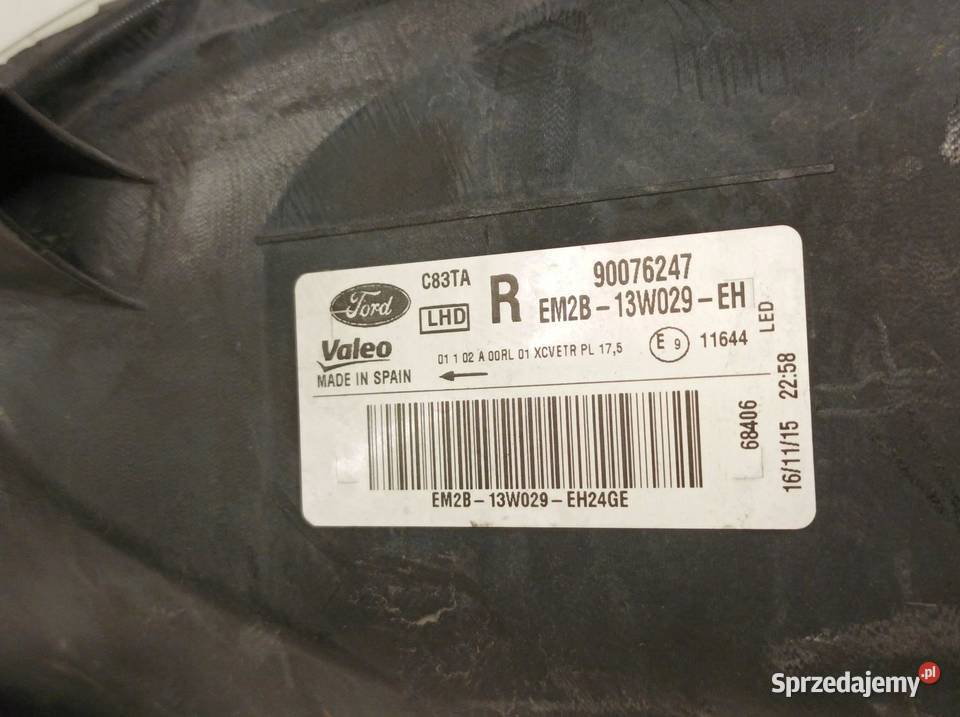 Ford
C83TA
LHD
R
90076247
EM2B-13W029-EH
LED
Valeo
MADE IN SPAIN
01 1 02 A 00RL 01 XCVETR PL 17,5
E 9
11644
68406
16/11/15 22:58
EM2B-13W029-EH24GE
Sprzedajemy.pl